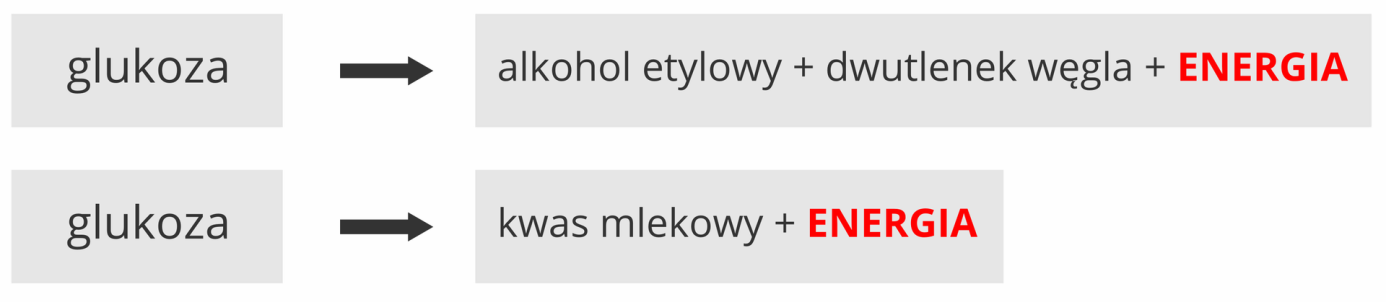 glukoza
alkohol etylowy + dwutlenek węgla + ENERGIA
glukoza
kwas mlekowy + ENERGIA